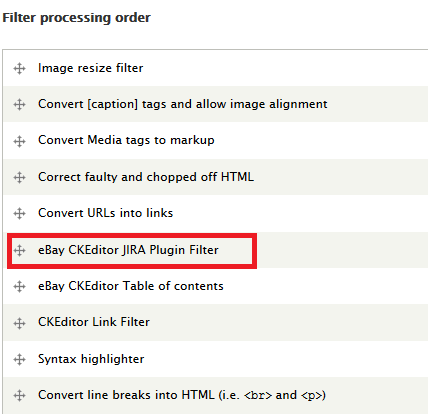 Filter processing order
Image resize filter
Convert [caption] tags and allow image alignment
Convert Media tags to markup
Correct faulty and chopped off HTML
Convert URLs into links
eBay CKEditor JIRA Plugin Filter
eBay CKEditor Table of contents
CKEditor Link Filter
Syntax highlighter
Convert line breaks into HTML (i.e. <br> and <p>)